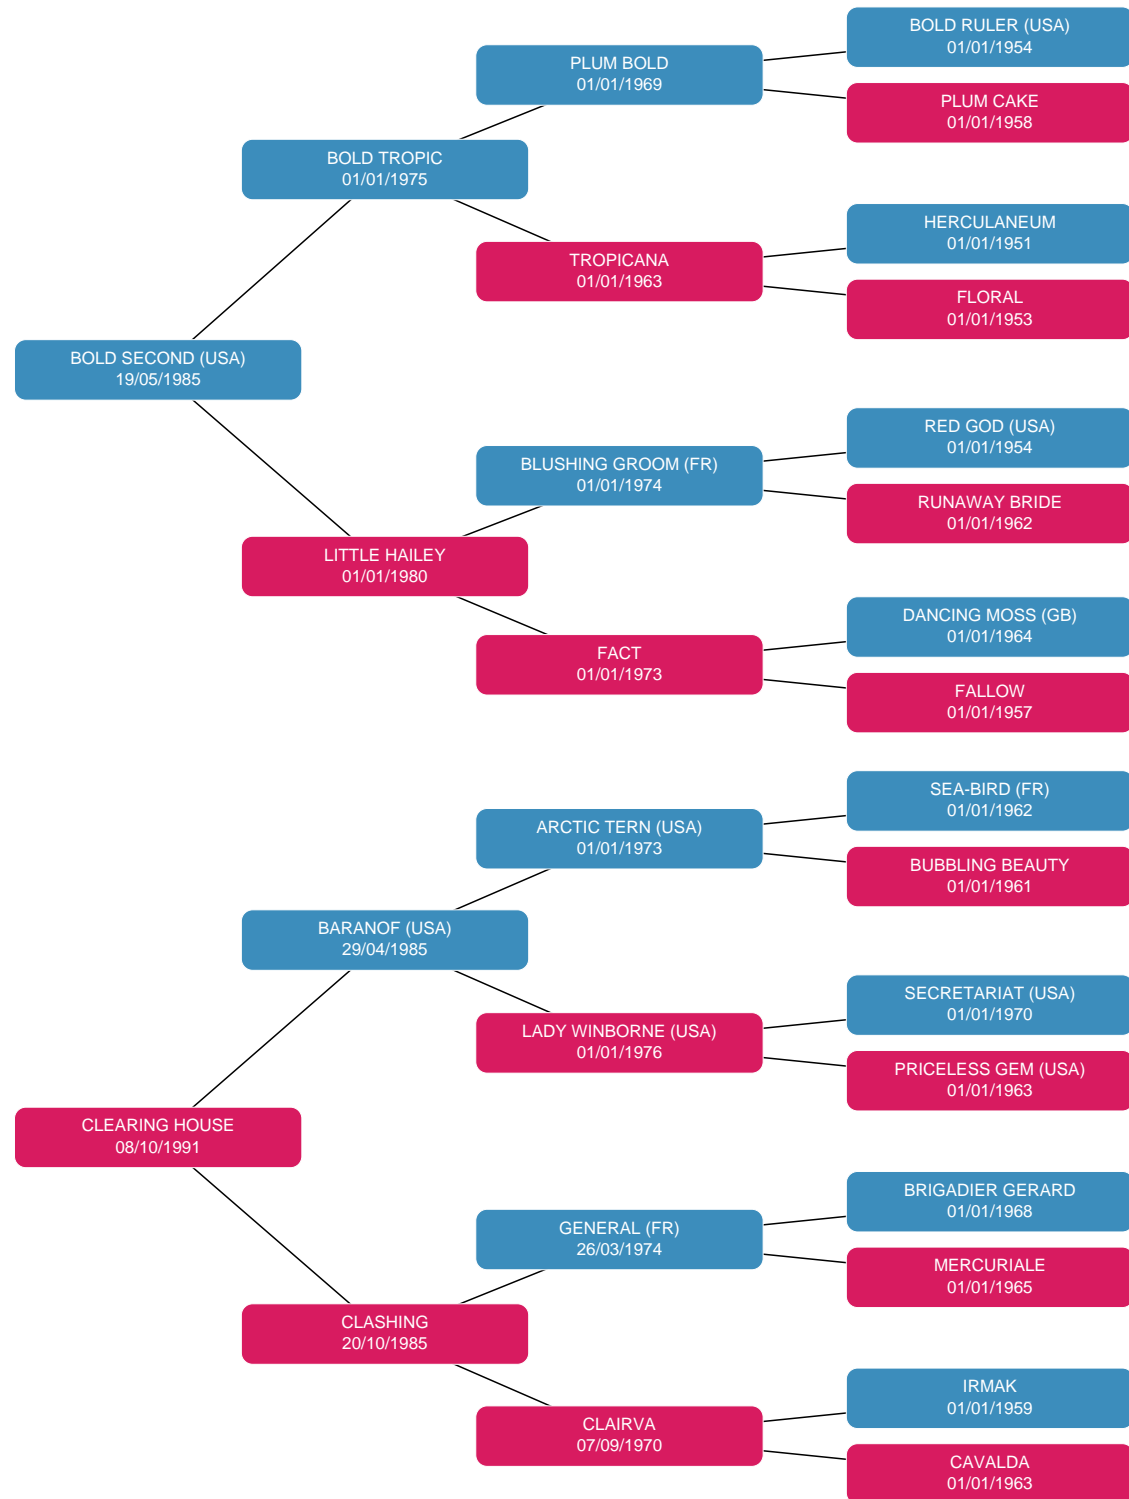 BOLD RULER (USA)
01/01/1954
PLUM BOLD
01/01/1969
PLUM CAKE
01/01/1958
BOLD TROPIC
01/01/1975
HERCULANEUM
01/01/1951
TROPICANA
01/01/1963
FLORAL
01/01/1953
BOLD SECOND (USA)
19/05/1985
RED GOD (USA)
01/01/1954
BLUSHING GROOM (FR)
01/01/1974
RUNAWAY BRIDE
01/01/1962
LITTLE HAILEY
01/01/1980
DANCING MOSS (GB)
01/01/1964
FACT
01/01/1973
FALLOW
01/01/1957
SEA-BIRD (FR)
01/01/1962
ARCTIC TERN (USA)
01/01/1973
BUBBLING BEAUTY
01/01/1961
BARANOF (USA)
29/04/1985
SECRETARIAT (USA)
01/01/1970
LADY WINBORNE (USA)
01/01/1976
PRICELESS GEM (USA)
01/01/1963
CLEARING HOUSE
08/10/1991
BRIGADIER GERARD
01/01/1968
GENERAL (FR)
26/03/1974
MERCURIALE
01/01/1965
CLASHING
20/10/1985
IRMAK
01/01/1959
CLAIRVA
07/09/1970
CAVALDA
01/01/1963